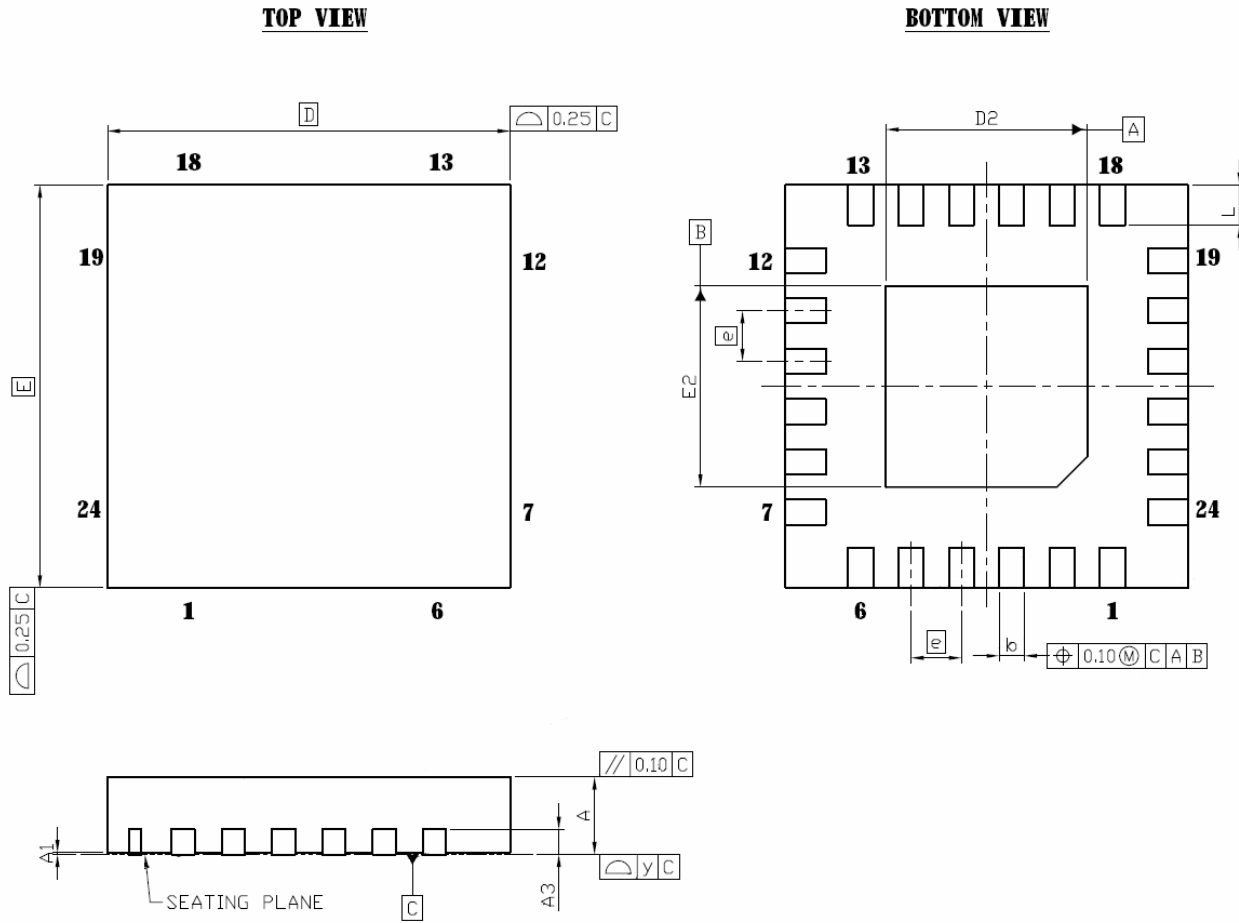 TOP VIEW
BOTTOM VIEW
D
0.25 C
18 13
19
12
E
24
7
1 6
0.25 C
D2
A
13 18
L
B
12
19
e
E2
7
24
6 1
e
b
0.10 M C A B
// 0.10 C
A
A1
A3
y C
SEATING PLANE
C